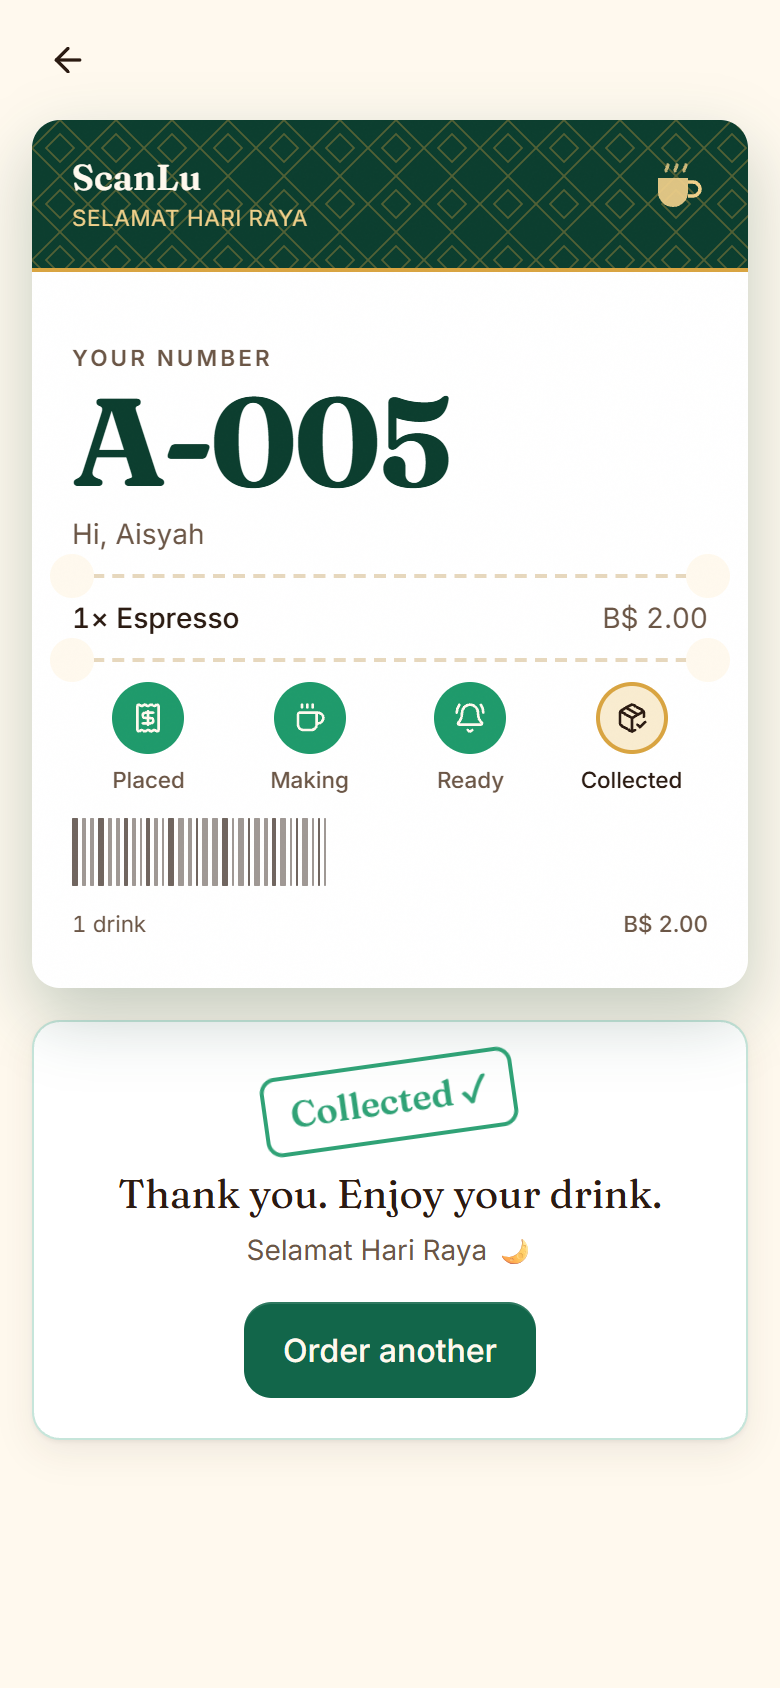 ScanLu
SELAMAT HARI RAYA
YOUR NUMBER
A-005
Hi, Aisyah
1× Espresso B$ 2.00
Placed Making Ready Collected
1 drink B$ 2.00
Collected ✓
Thank you. Enjoy your drink.
Selamat Hari Raya 🌙
Order another